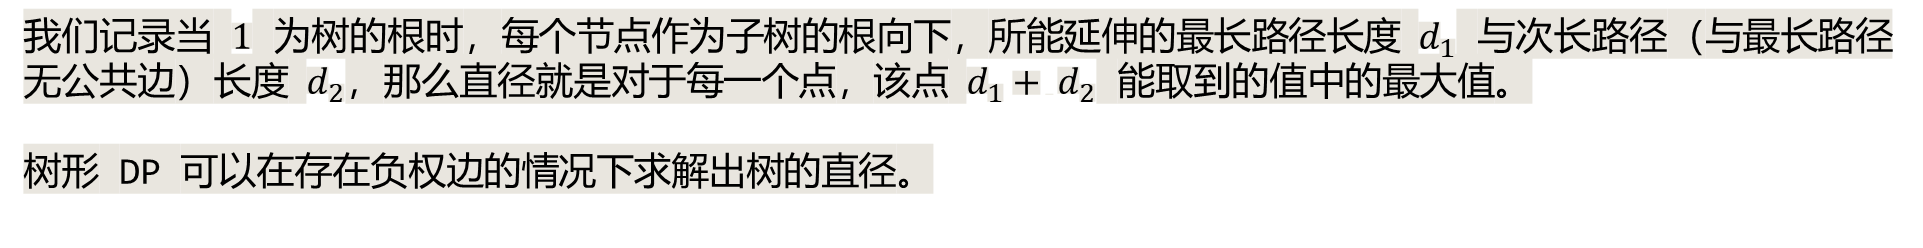 我们记录当 1 为树的根时，每个节点作为子树的根向下，所能延伸的最长路径长度 d₁ 与次长路径（与最长路径
无公共边）长度 d₂，那么直径就是对于每一个点，该点 d₁ + d₂ 能取到的值中的最大值。
树形 DP 可以在存在负权边的情况下求解出树的直径。